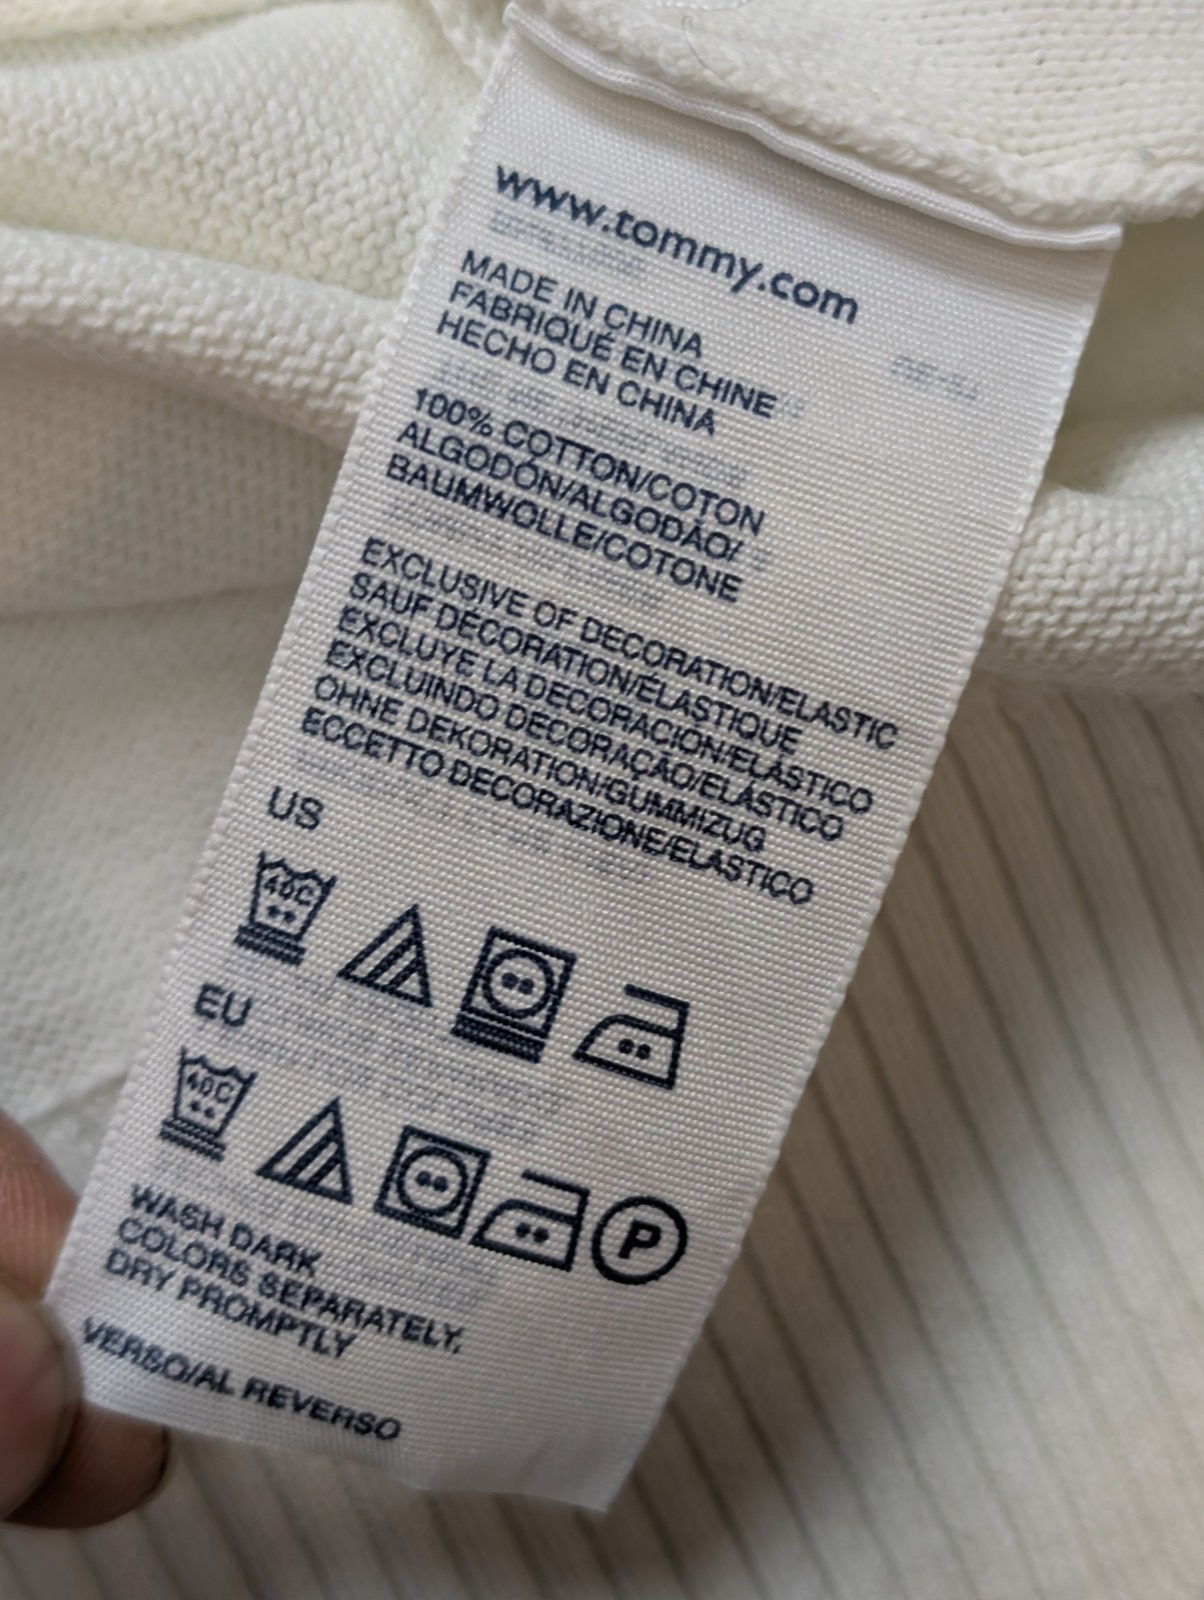 www.tommy.com
MADE IN CHINA
FABRIQUÉ EN CHINE
HECHO EN CHINA
100% COTTON/COTON
ALGODÓN/ALGODÃO/
BAUMWOLLE/COTONE
EXCLUSIVE OF DECORATION/ELASTIC
SAUF DÉCORATION/ÉLASTIQUE
EXCLUYE LA DECORACIÓN/ELÁSTICO
EXCLUINDO DECORAÇÃO/ELÁSTICO
OHNE DEKORATION/GUMMIZUG
ECCETTO DECORAZIONE/ELASTICO
US
40C
EU
40C
P
WASH DARK
COLORS SEPARATELY,
DRY PROMPTLY
VERSO/AL REVERSO